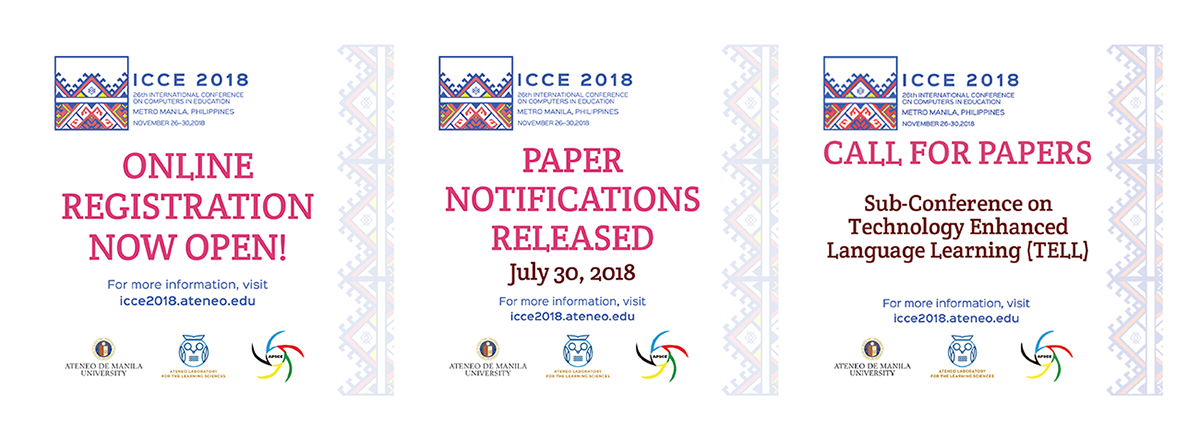 ICCE 2018
26th INTERNATIONAL CONFERENCE
ON COMPUTERS IN EDUCATION
METRO MANILA, PHILIPPINES
NOVEMBER 26-30,2018
ONLINE
REGISTRATION
NOW OPEN!
For more information, visit
icce2018.ateneo.edu
ATENEO DE MANILA
UNIVERSITY
ATENEO LABORATORY
FOR THE LEARNING SCIENCES
APSCE
ICCE 2018
26th INTERNATIONAL CONFERENCE
ON COMPUTERS IN EDUCATION
METRO MANILA, PHILIPPINES
NOVEMBER 26-30,2018
PAPER
NOTIFICATIONS
RELEASED
July 30, 2018
For more information, visit
icce2018.ateneo.edu
ATENEO DE MANILA
UNIVERSITY
ATENEO LABORATORY
FOR THE LEARNING SCIENCES
APSCE
ICCE 2018
26th INTERNATIONAL CONFERENCE
ON COMPUTERS IN EDUCATION
METRO MANILA, PHILIPPINES
NOVEMBER 26-30,2018
CALL FOR PAPERS
Sub-Conference on
Technology Enhanced
Language Learning (TELL)
For more information, visit
icce2018.ateneo.edu
ATENEO DE MANILA
UNIVERSITY
ATENEO LABORATORY
FOR THE LEARNING SCIENCES
APSCE